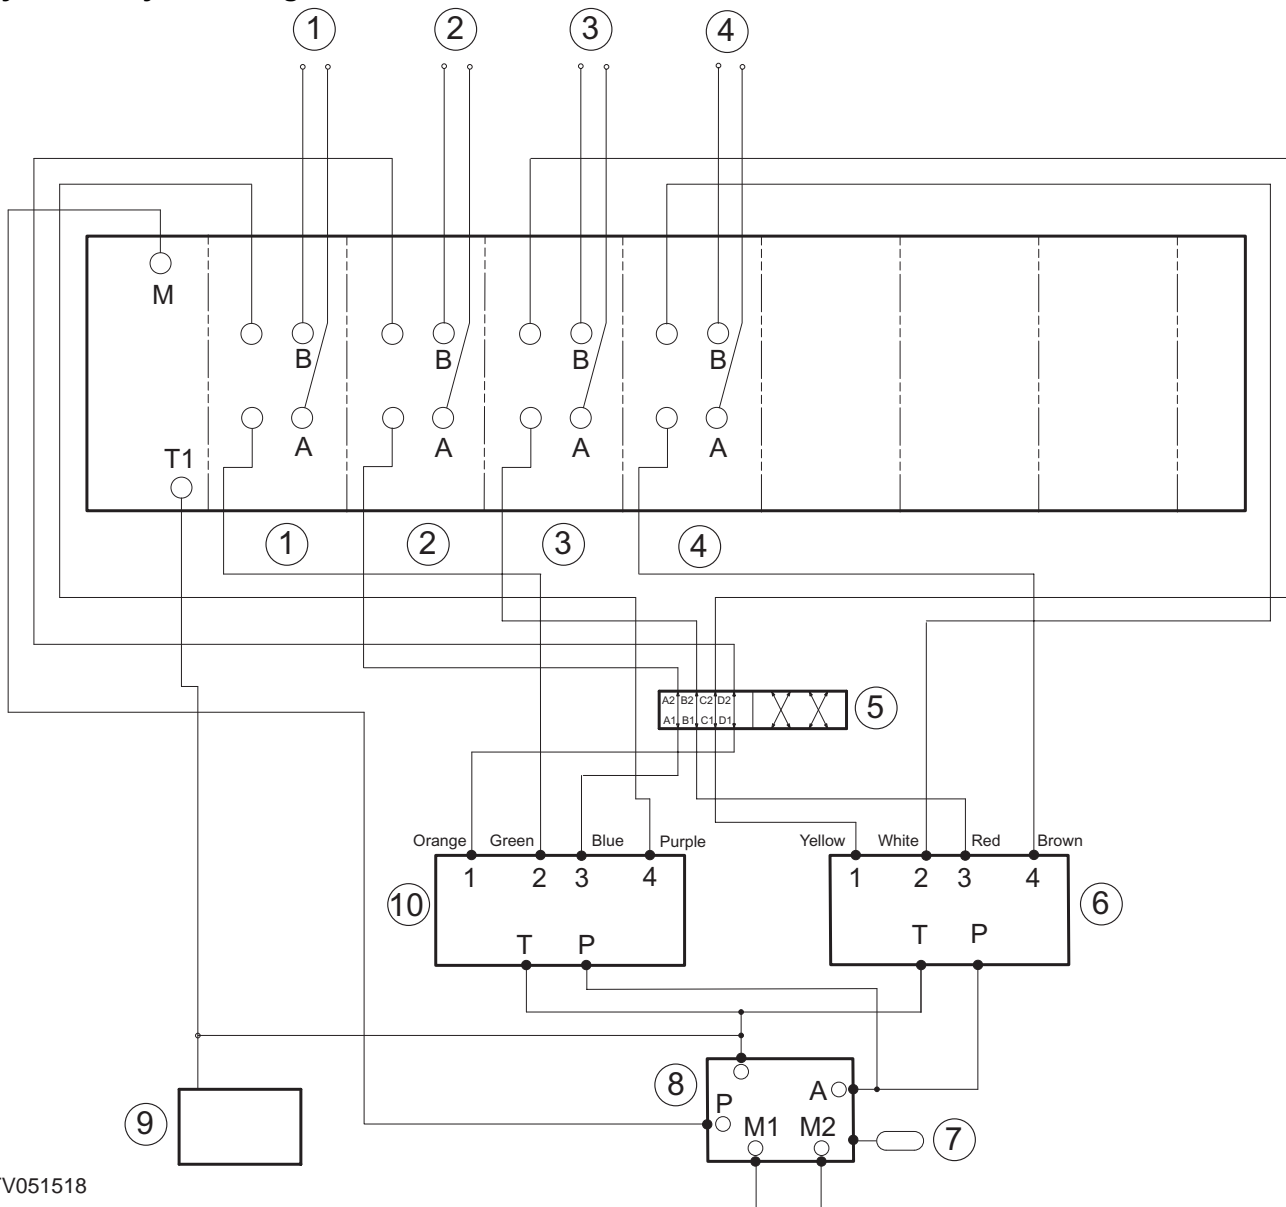 1 2 3 4
M
B B B B
A A A A
T1
1 2 3 4
A2 B2 C2 D2
A1 B1 C1 D1
5
Orange Green Blue Purple
1 2 3 4
10
T P
Yellow White Red Brown
1 2 3 4
6
T P
8
P A
M1 M2
7
9
V051518